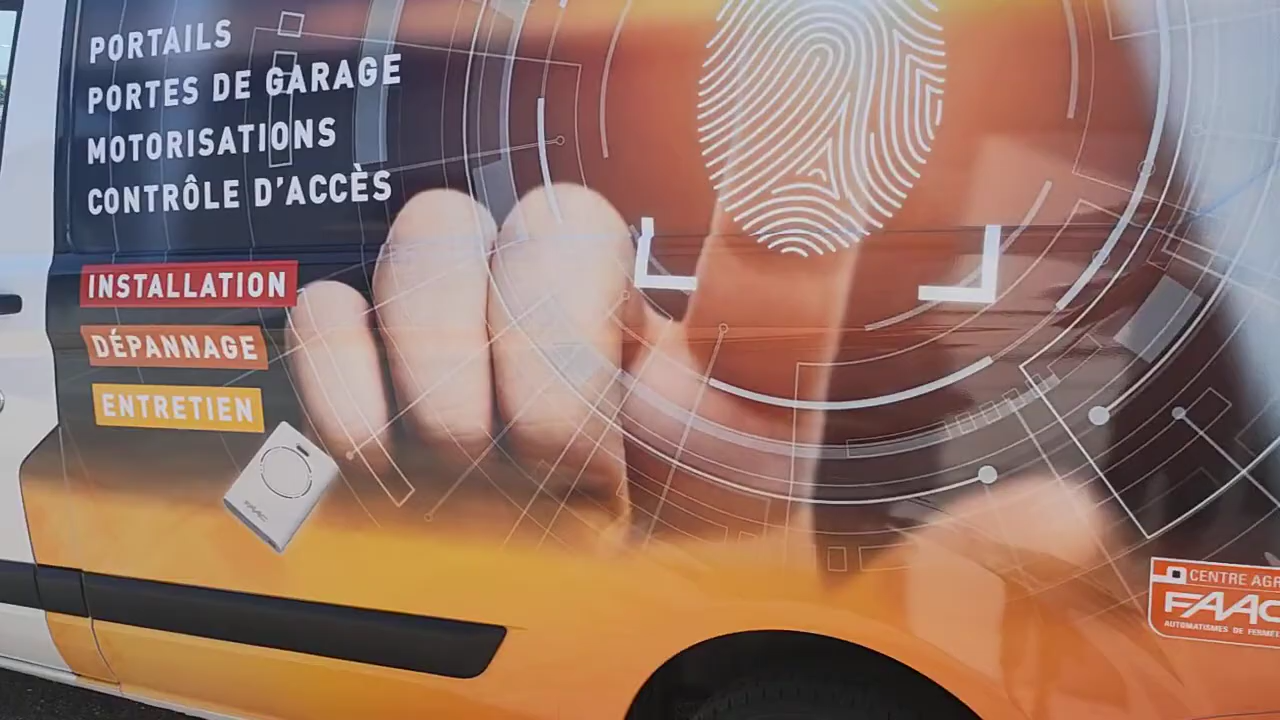 PORTAILS
PORTES DE GARAGE
MOTORISATIONS
CONTRÔLE D'ACCÈS
INSTALLATION
DÉPANNAGE
ENTRETIEN
FAAC
CENTRE AGR
FAAC
AUTOMATISMES DE FERME